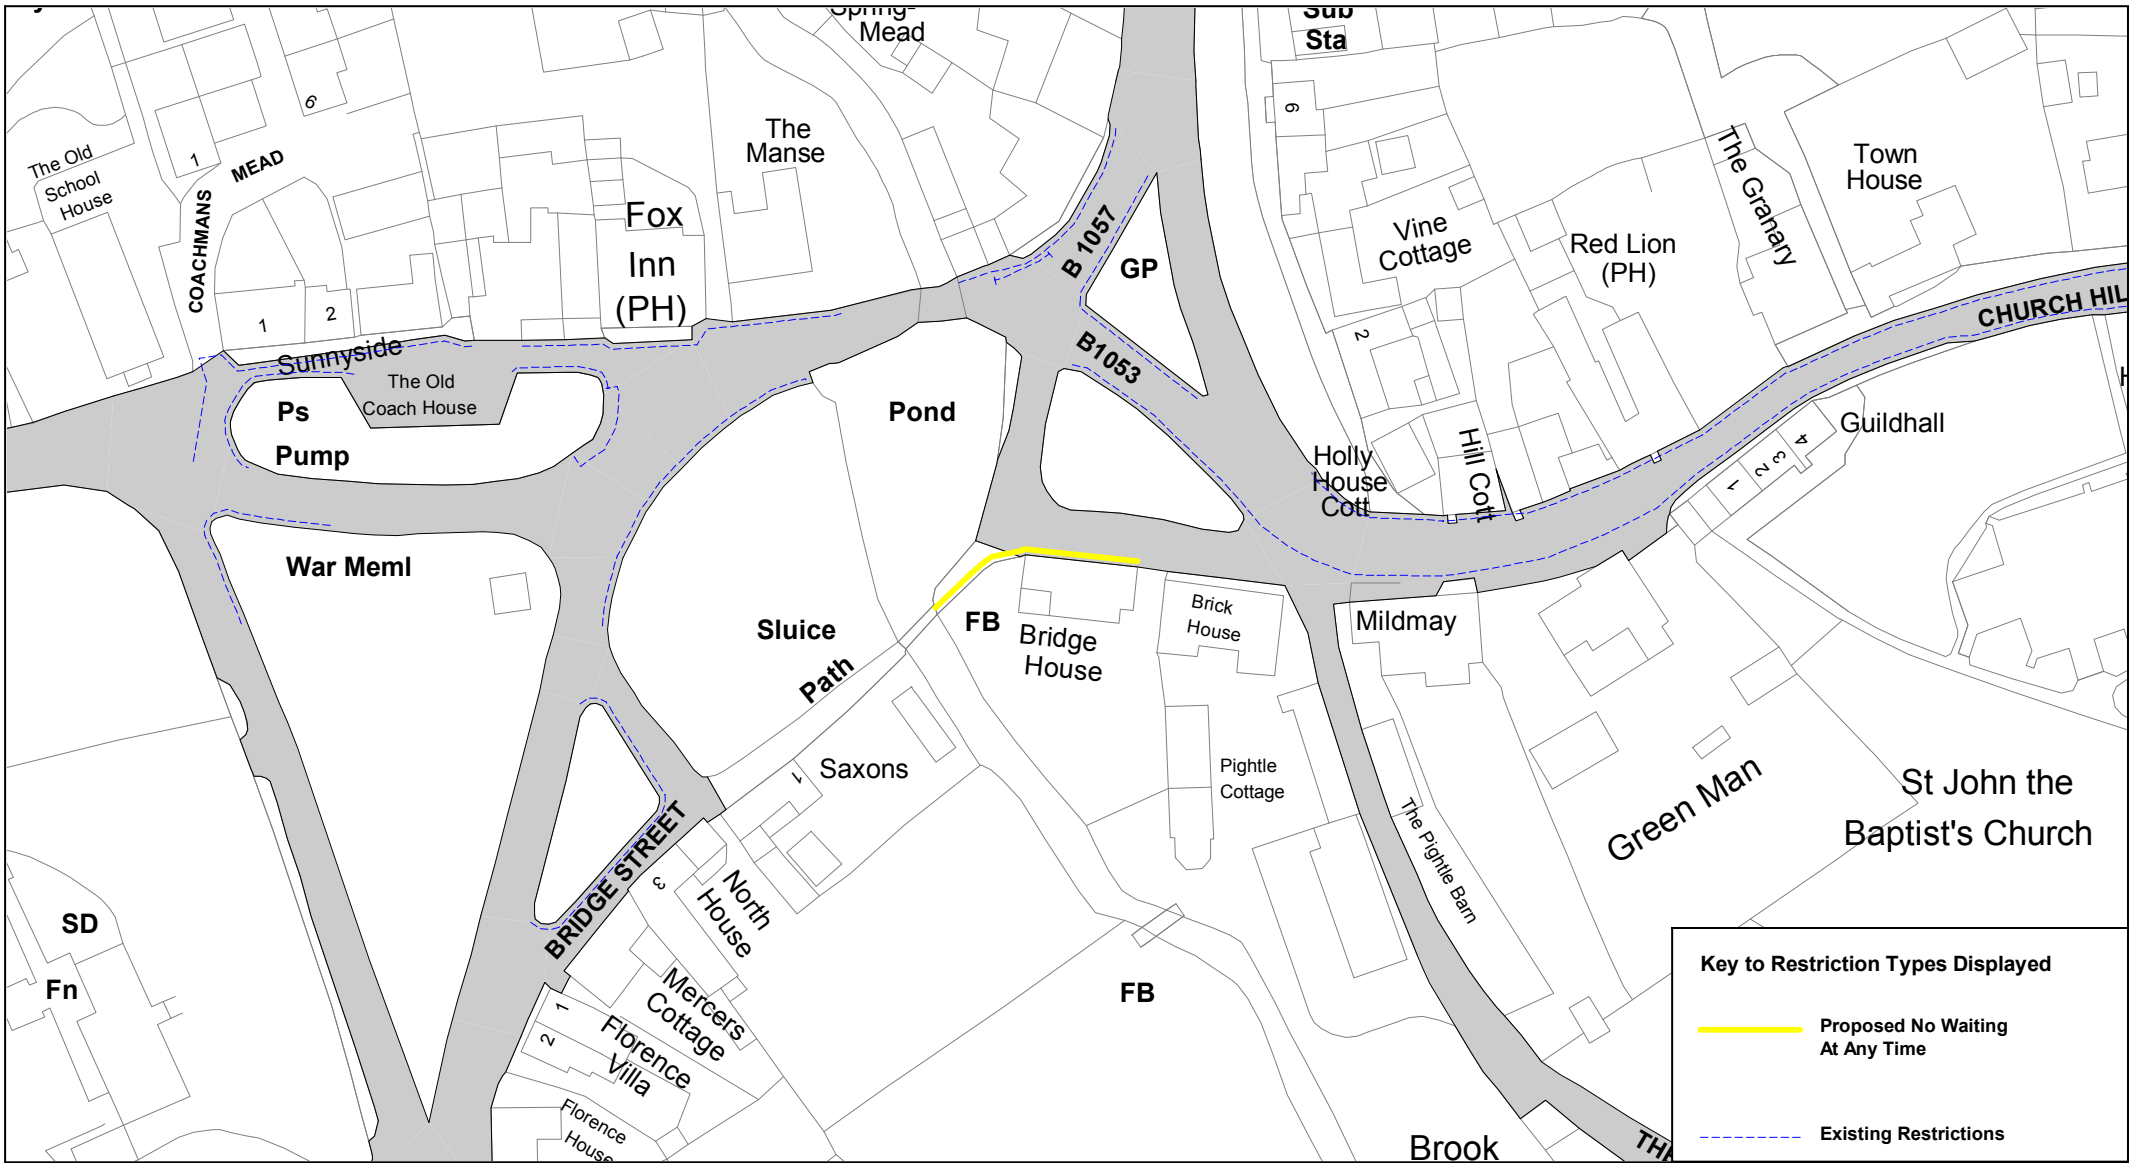 Spring-
Mead
Sub
Sta
6
6
The Old
School
House
1
MEAD
COACHMANS
The
Manse
Fox
Inn
(PH)
B 1057
GP
Vine
Cottage
Red Lion
(PH)
The Granary
Town
House
CHURCH HIL
1
2
Sunnyside
The Old
Coach House
Ps
Pump
Pond
B1053
2
Holly
House
Cott
Hill Cott
Guildhall
4
3
2
1
War Meml
Sluice
Path
FB
Bridge
House
Brick
House
Mildmay
Saxons
1
Pightle
Cottage
The Pightle Barn
Green Man
St John the
Baptist's Church
BRIDGE STREET
3
North
House
Mercers
Cottage
1
2
Florence
Villa
Florence
House
SD
Fn
FB
Brook
Key to Restriction Types Displayed
Proposed No Waiting
At Any Time
Existing Restrictions